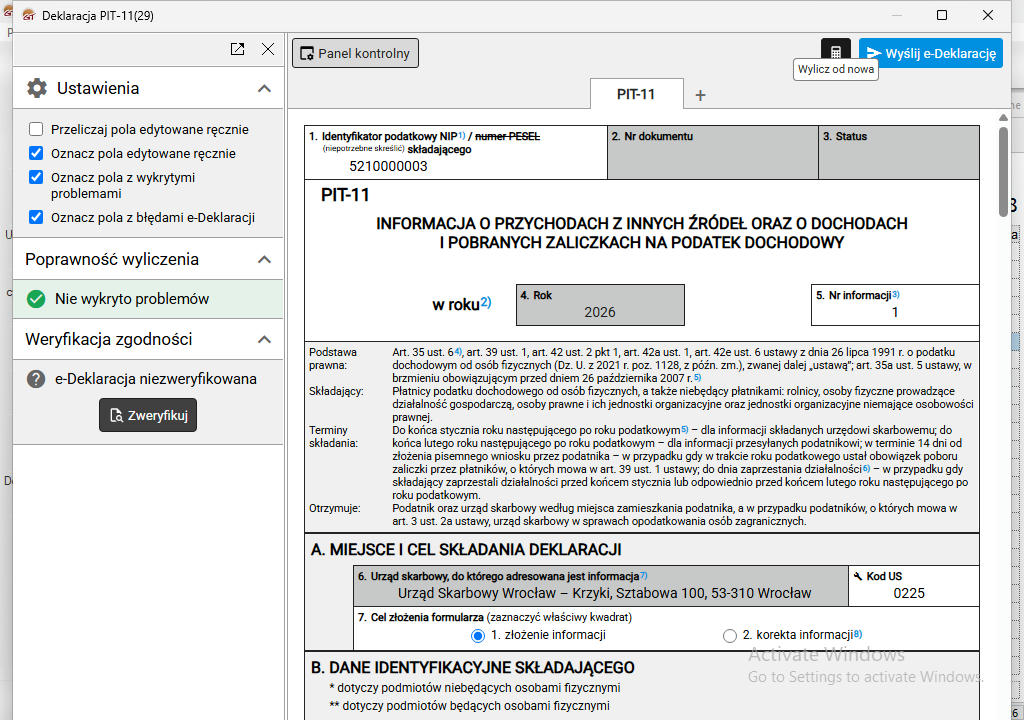 Deklaracja PIT-11(29)
Panel kontrolny
Wyślij e-Deklarację
Wylicz od nowa
Ustawienia
Przeliczaj pola edytowane ręcznie
Oznacz pola edytowane ręcznie
Oznacz pola z wykrytymi
problemami
Oznacz pola z błędami e-Deklaracji
Poprawność wyliczenia
Nie wykryto problemów
Weryfikacja zgodności
e-Deklaracja niezweryfikowana
Zweryfikuj
PIT-11
+
1. Identyfikator podatkowy NIP1) / numer PESEL
(niepotrzebne skreślić) składającego
5210000003
2. Nr dokumentu
3. Status
PIT-11
INFORMACJA O PRZYCHODACH Z INNYCH ŹRÓDEŁ ORAZ O DOCHODACH
I POBRANYCH ZALICZKACH NA PODATEK DOCHODOWY
w roku2)
4. Rok
2026
5. Nr informacji3)
1
Podstawa prawna:
Art. 35 ust. 64), art. 39 ust. 1, art. 42 ust. 2 pkt 1, art. 42a ust. 1, art. 42e ust. 6 ustawy z dnia 26 lipca 1991 r. o podatku
dochodowym od osób fizycznych (Dz. U. z 2021 r. poz. 1128, z późn. zm.), zwanej dalej „ustawą”; art. 35a ust. 5 ustawy, w
brzmieniu obowiązującym przed dniem 26 października 2007 r.5)
Składający:
Płatnicy podatku dochodowego od osób fizycznych, a także niebędący płatnikami: rolnicy, osoby fizyczne prowadzące
działalność gospodarczą, osoby prawne i ich jednostki organizacyjne oraz jednostki organizacyjne niemające osobowości
prawnej.
Terminy składania:
Do końca stycznia roku następującego po roku podatkowym5) – dla informacji składanych urzędowi skarbowemu; do
końca lutego roku następującego po roku podatkowym – dla informacji przesyłanych podatnikowi; w terminie 14 dni od
złożenia pisemnego wniosku przez podatnika – w przypadku gdy w trakcie roku podatkowego ustał obowiązek poboru
zaliczki przez płatników, o których mowa w art. 39 ust. 1 ustawy; do dnia zaprzestania działalności6) – w przypadku gdy
składający zaprzestali działalności przed końcem stycznia lub odpowiednio przed końcem lutego roku następującego po
roku podatkowym.
Otrzymuje:
Podatnik oraz urząd skarbowy według miejsca zamieszkania podatnika, a w przypadku podatników, o których mowa w
art. 3 ust. 2a ustawy, urząd skarbowy w sprawach opodatkowania osób zagranicznych.
A. MIEJSCE I CEL SKŁADANIA DEKLARACJI
6. Urząd skarbowy, do którego adresowana jest informacja7)
Urząd Skarbowy Wrocław – Krzyki, Sztabowa 100, 53-310 Wrocław
Kod US
0225
7. Cel złożenia formularza (zaznaczyć właściwy kwadrat)
1. złożenie informacji
2. korekta informacji8)
B. DANE IDENTYFIKACYJNE SKŁADAJĄCEGO
* dotyczy podmiotów niebędących osobami fizycznymi
** dotyczy podmiotów będących osobami fizycznymi
Activate Windows
Go to Settings to activate Windows.